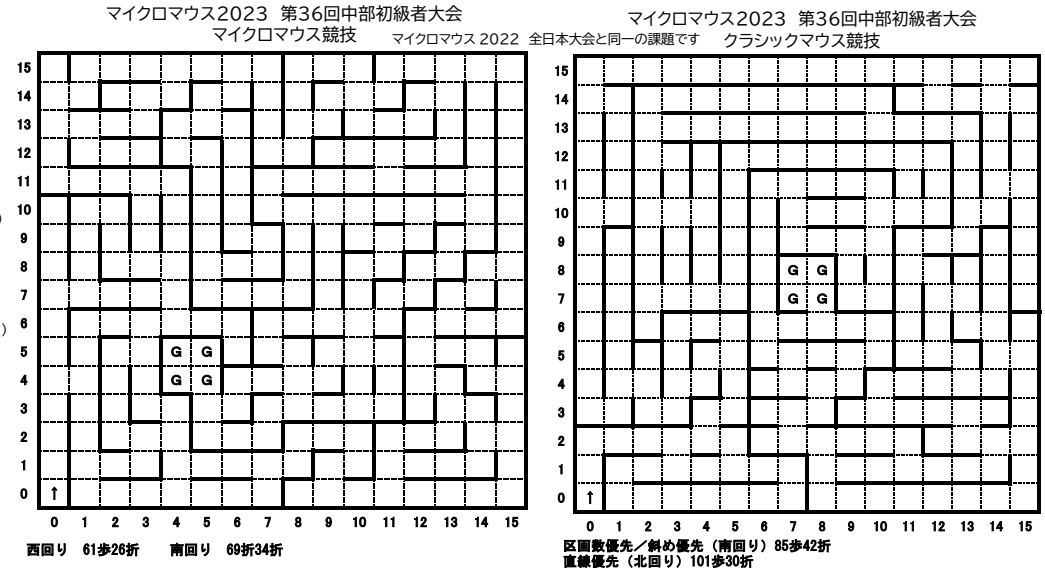 マイクロマウス2023 第36回中部初級者大会
マイクロマウス競技
マイクロマウス 2022 全日本大会と同一の課題です
15
14
13
12
11
10
9
8
7
6
5
4
3
2
1
0
G G
G G
↑
0 1 2 3 4 5 6 7 8 9 10 11 12 13 14 15
西回り 61歩26折 南回り 69折34折
マイクロマウス2023 第36回中部初級者大会
クラシックマウス競技
15
14
13
12
11
10
9
8
7
6
5
4
3
2
1
0
G G
G G
↑
0 1 2 3 4 5 6 7 8 9 10 11 12 13 14 15
区画数優先/斜め優先(南回り)85歩42折
直線優先(北回り)101歩30折